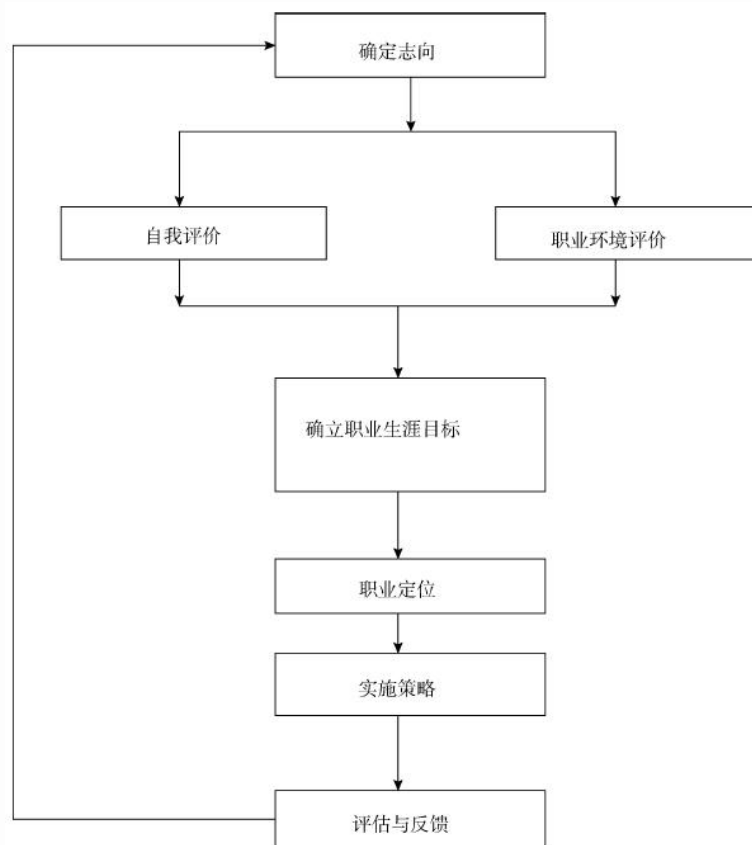 确定志向
自我评价
职业环境评价
确立职业生涯目标
职业定位
实施策略
评估与反馈